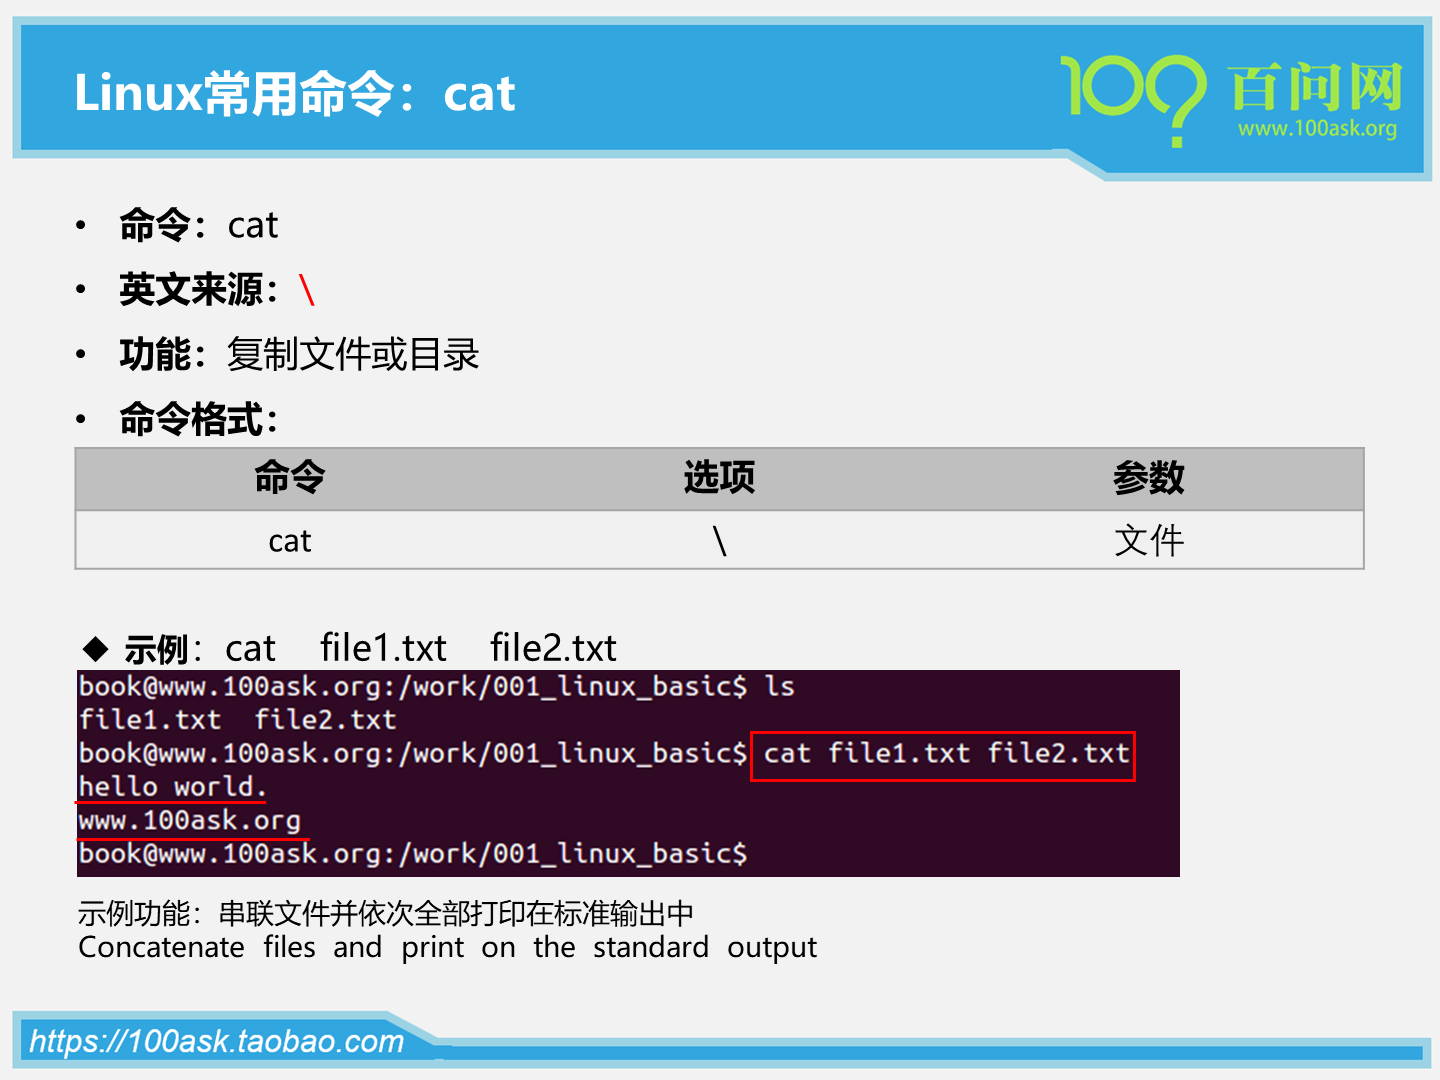 Linux常用命令：cat
100?
百问网
www.100ask.org
• 命令：cat
• 英文来源：\
• 功能：复制文件或目录
• 命令格式：
命令 选项 参数
cat \ 文件
◆ 示例：cat file1.txt file2.txt
book@www.100ask.org:/work/001_linux_basic$ ls
file1.txt file2.txt
book@www.100ask.org:/work/001_linux_basic$ cat file1.txt file2.txt
hello world.
www.100ask.org
book@www.100ask.org:/work/001_linux_basic$
示例功能：串联文件并依次全部打印在标准输出中
Concatenate files and print on the standard output
https://100ask.taobao.com